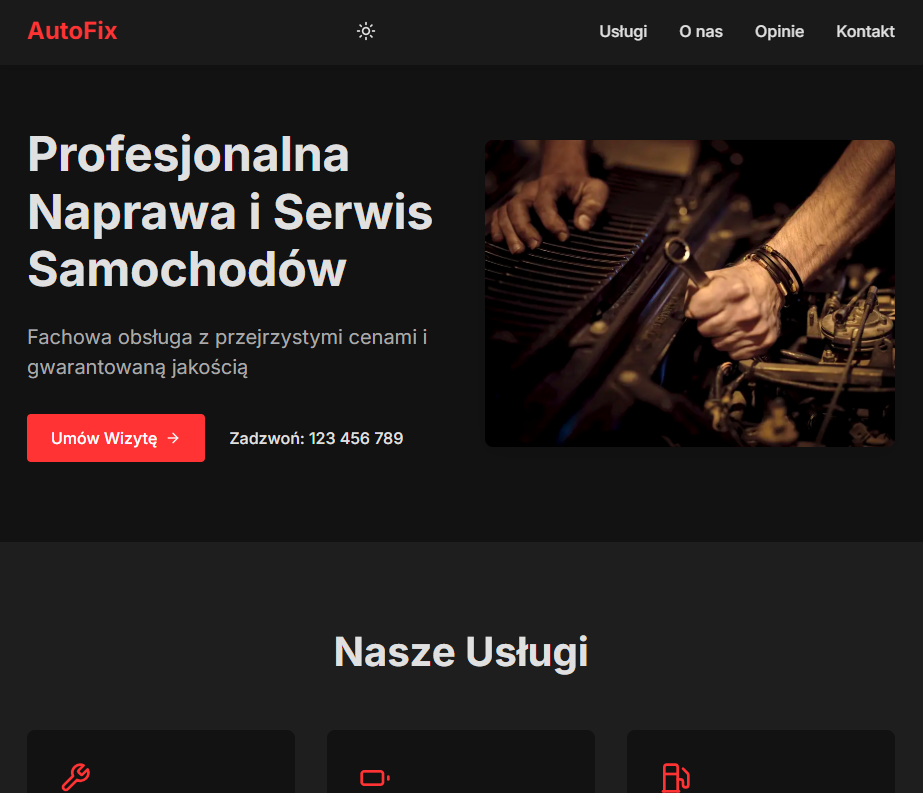 AutoFix
Usługi
O nas
Opinie
Kontakt
Profesjonalna
Naprawa i Serwis
Samochodów
Fachowa obsługa z przejrzystymi cenami i
gwarantowaną jakością
Umów Wizytę →
Zadzwoń: 123 456 789
Nasze Usługi